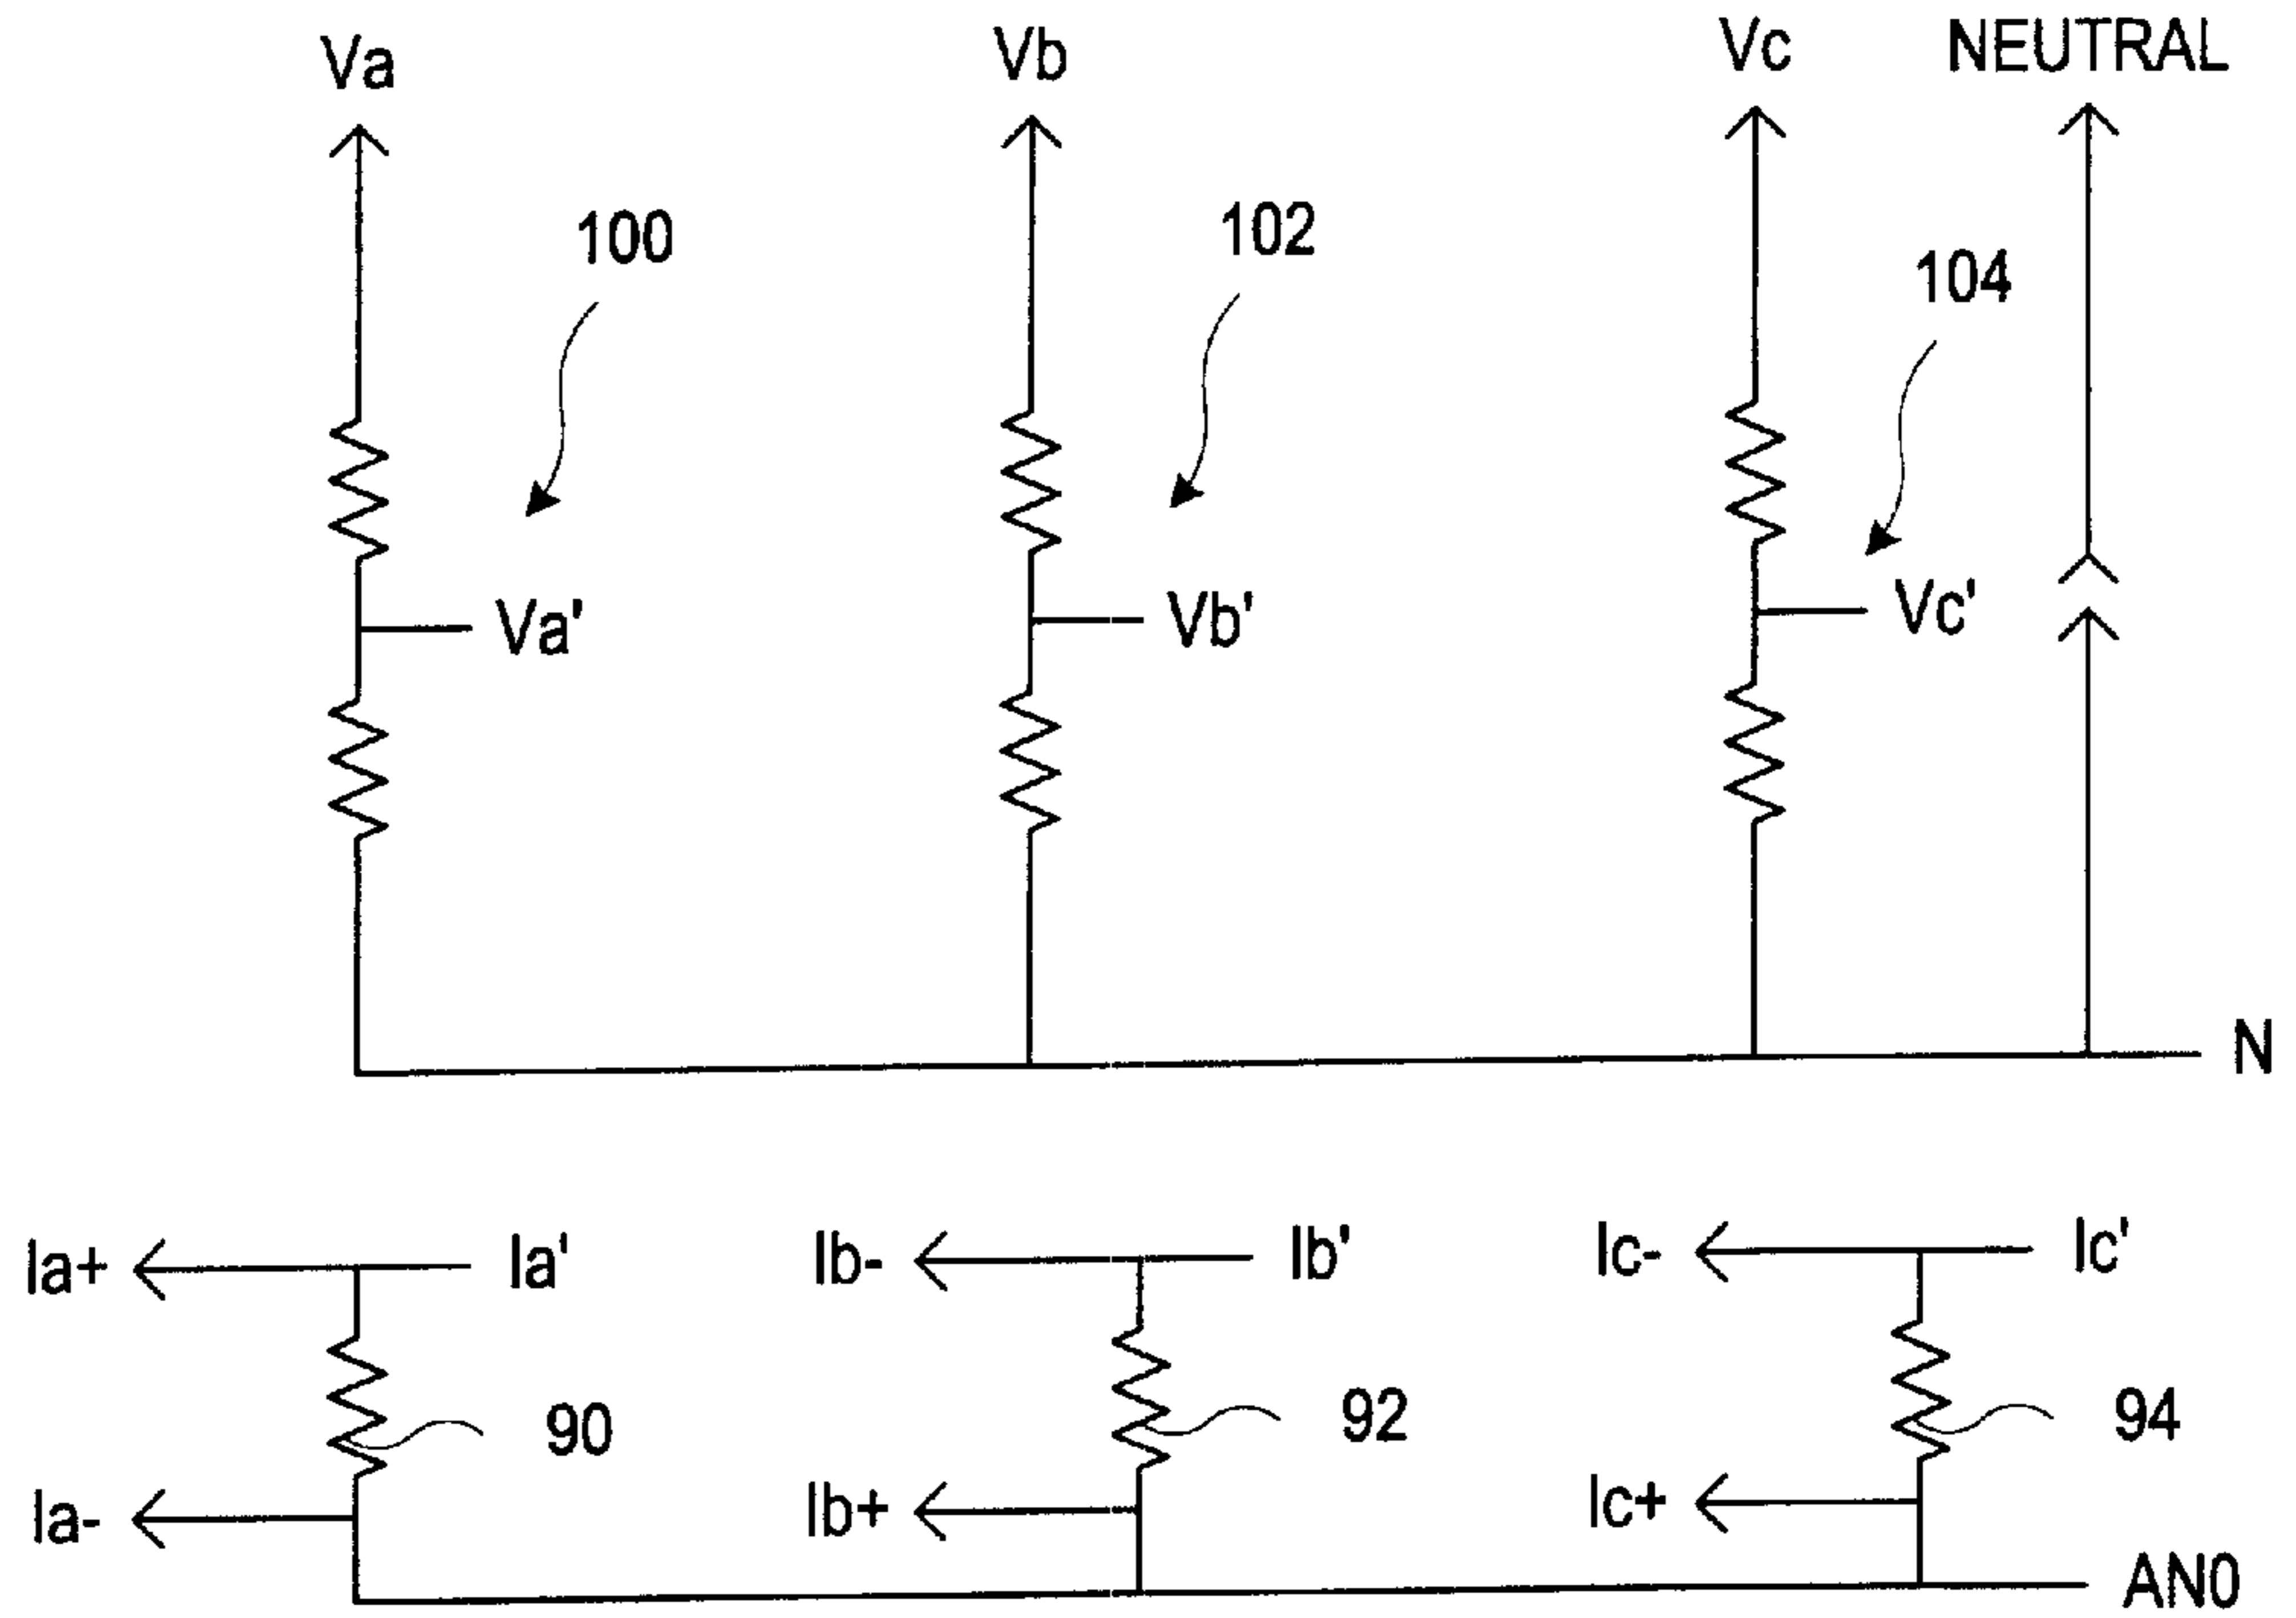 Va
Vb
Vc
NEUTRAL
100
102
104
Va'
Vb'
Vc'
N
Ia+
Ia'
Ib-
Ib'
Ic-
Ic'
90
92
94
Ia-
Ib+
Ic+
AN0